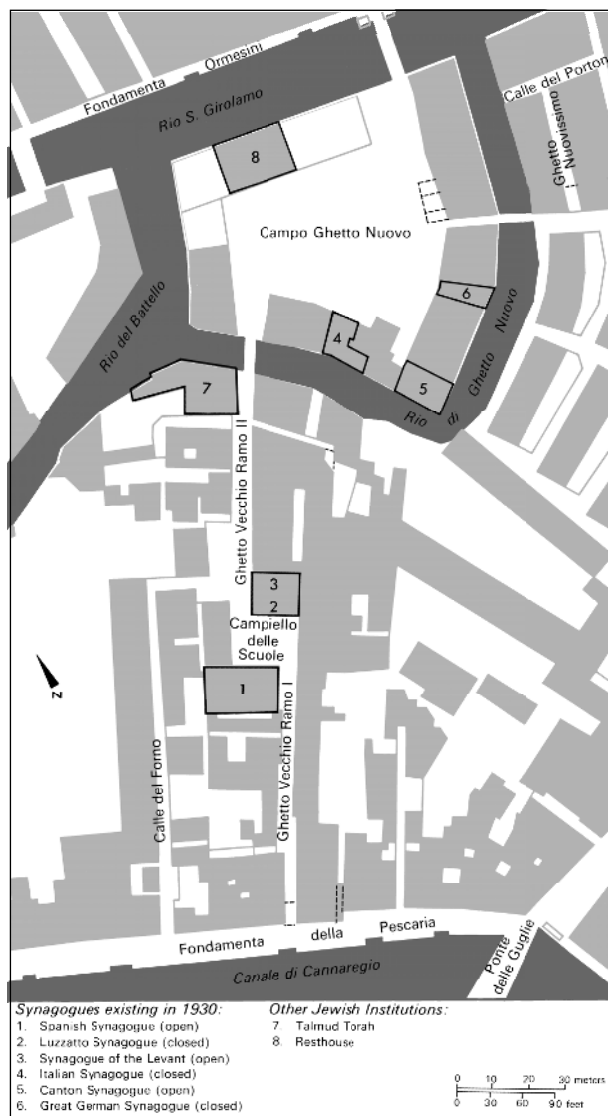 Fondamenta Ormesini
Rio S. Girolamo
Calle del Porton
Ghetto
Nuovissimo
8
Campo Ghetto Nuovo
6
Rio del Battello
4
5
Rio di Ghetto Nuovo
7
Ghetto Vecchio Ramo II
3
2
Campiello
delle
Scuole
1
N
Calle del Forno
Ghetto Vecchio Ramo I
Fondamenta della Pescaria
Ponte
delle Guglie
Canale di Cannaregio
Synagogues existing in 1930:
1. Spanish Synagogue (open)
2. Luzzatto Synagogue (closed)
3. Synagogue of the Levant (open)
4. Italian Synagogue (closed)
5. Canton Synagogue (open)
6. Great German Synagogue (closed)
Other Jewish Institutions:
7. Talmud Torah
8. Resthouse
0 10 20 30 meters
0 30 60 90 feet